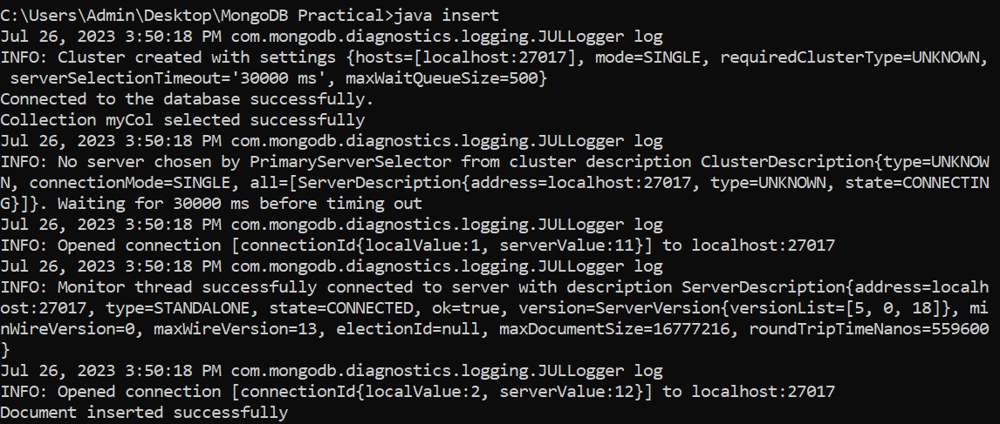 C:\Users\Admin\Desktop\MongoDB Practical>java insert
Jul 26, 2023 3:50:18 PM com.mongodb.diagnostics.logging.JULLogger log
INFO: Cluster created with settings {hosts=[localhost:27017], mode=SINGLE, requiredClusterType=UNKNOWN,
 serverSelectionTimeout='30000 ms', maxWaitQueueSize=500}
Connected to the database successfully.
Collection myCol selected successfully
Jul 26, 2023 3:50:18 PM com.mongodb.diagnostics.logging.JULLogger log
INFO: No server chosen by PrimaryServerSelector from cluster description ClusterDescription{type=UNKNOW
N, connectionMode=SINGLE, all=[ServerDescription{address=localhost:27017, type=UNKNOWN, state=CONNECTIN
G}]}. Waiting for 30000 ms before timing out
Jul 26, 2023 3:50:18 PM com.mongodb.diagnostics.logging.JULLogger log
INFO: Opened connection [connectionId{localValue:1, serverValue:11}] to localhost:27017
Jul 26, 2023 3:50:18 PM com.mongodb.diagnostics.logging.JULLogger log
INFO: Monitor thread successfully connected to server with description ServerDescription{address=localh
ost:27017, type=STANDALONE, state=CONNECTED, ok=true, version=ServerVersion{versionList=[5, 0, 18]}, mi
nWireVersion=0, maxWireVersion=13, electionId=null, maxDocumentSize=16777216, roundTripTimeNanos=559600
}
Jul 26, 2023 3:50:18 PM com.mongodb.diagnostics.logging.JULLogger log
INFO: Opened connection [connectionId{localValue:2, serverValue:12}] to localhost:27017
Document inserted successfully